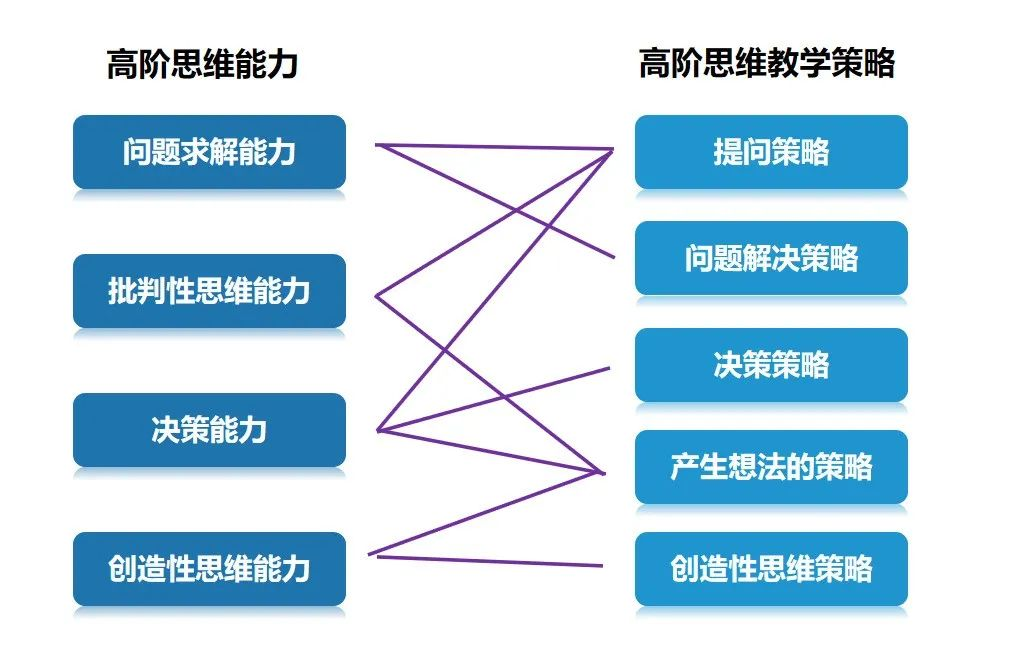 高阶思维能力
高阶思维教学策略
问题求解能力
提问策略
问题解决策略
批判性思维能力
决策策略
决策能力
产生想法的策略
创造性思维能力
创造性思维策略